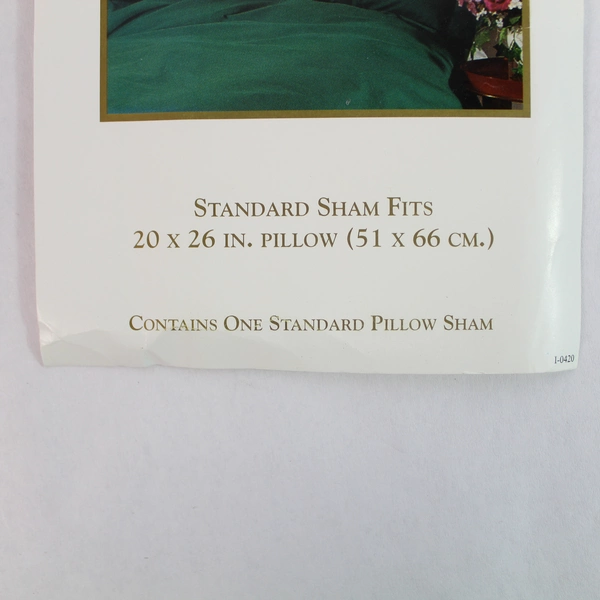 Standard Sham Fits
20 x 26 in. pillow (51 x 66 cm.)
Contains One Standard Pillow Sham
1-0420